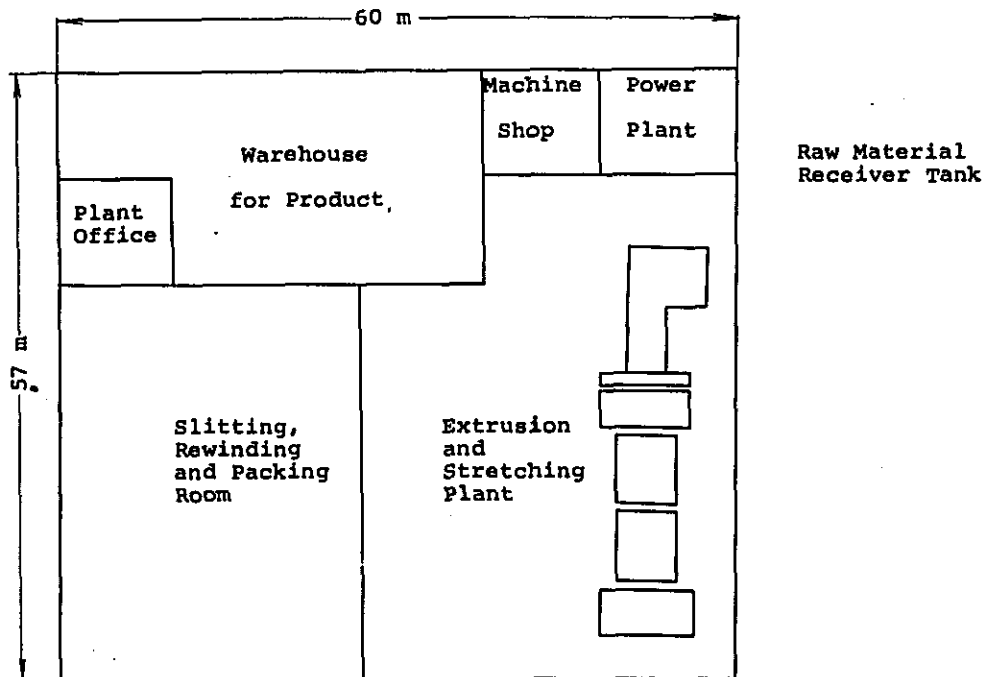 60 m
Machine
Shop
Power
Plant
Warehouse
for Product
Raw Material
Receiver Tank
Plant
Office
57 m
Slitting,
Rewinding
and Packing
Room
Extrusion
and
Stretching
Plant